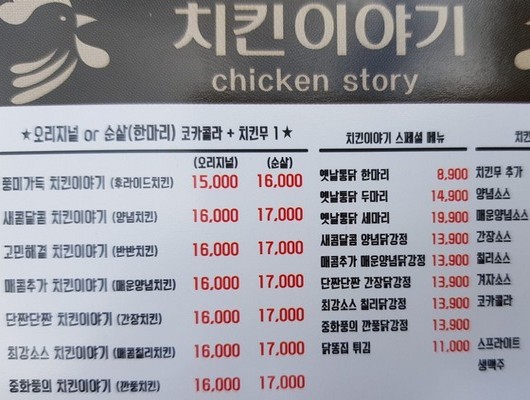 치킨이야기
chicken story
★오리지널 or 순살(한마리) 코카콜라 + 치킨무 1★
(오리지널) (순살)
풍미가득 치킨이야기 (후라이드치킨) 15,000 16,000
새콤달콤 치킨이야기 (양념치킨) 16,000 17,000
고민해결 치킨이야기 (반반치킨) 16,000 17,000
매콤추가 치킨이야기 (매운양념치킨) 16,000 17,000
단짠단짠 치킨이야기 (간장치킨) 16,000 17,000
최강소스 치킨이야기 (매콤칠리치킨) 16,000 17,000
중화풍의 치킨이야기 (깐풍치킨) 16,000 17,000
치킨이야기 스페셜 메뉴
옛날통닭 한마리 8,900
옛날통닭 두마리 14,900
옛날통닭 세마리 19,900
새콤달콤 양념닭강정 13,900
매콤추가 매운양념닭강정 13,900
단짠단짠 간장닭강정 13,900
최강소스 칠리닭강정 13,900
중화풍의 깐풍닭강정 13,900
닭똥집 튀김 11,000
치킨무 추가
양념소스
매운양념소스
간장소스
칠리소스
겨자소스
코카콜라
스프라이트
생맥주